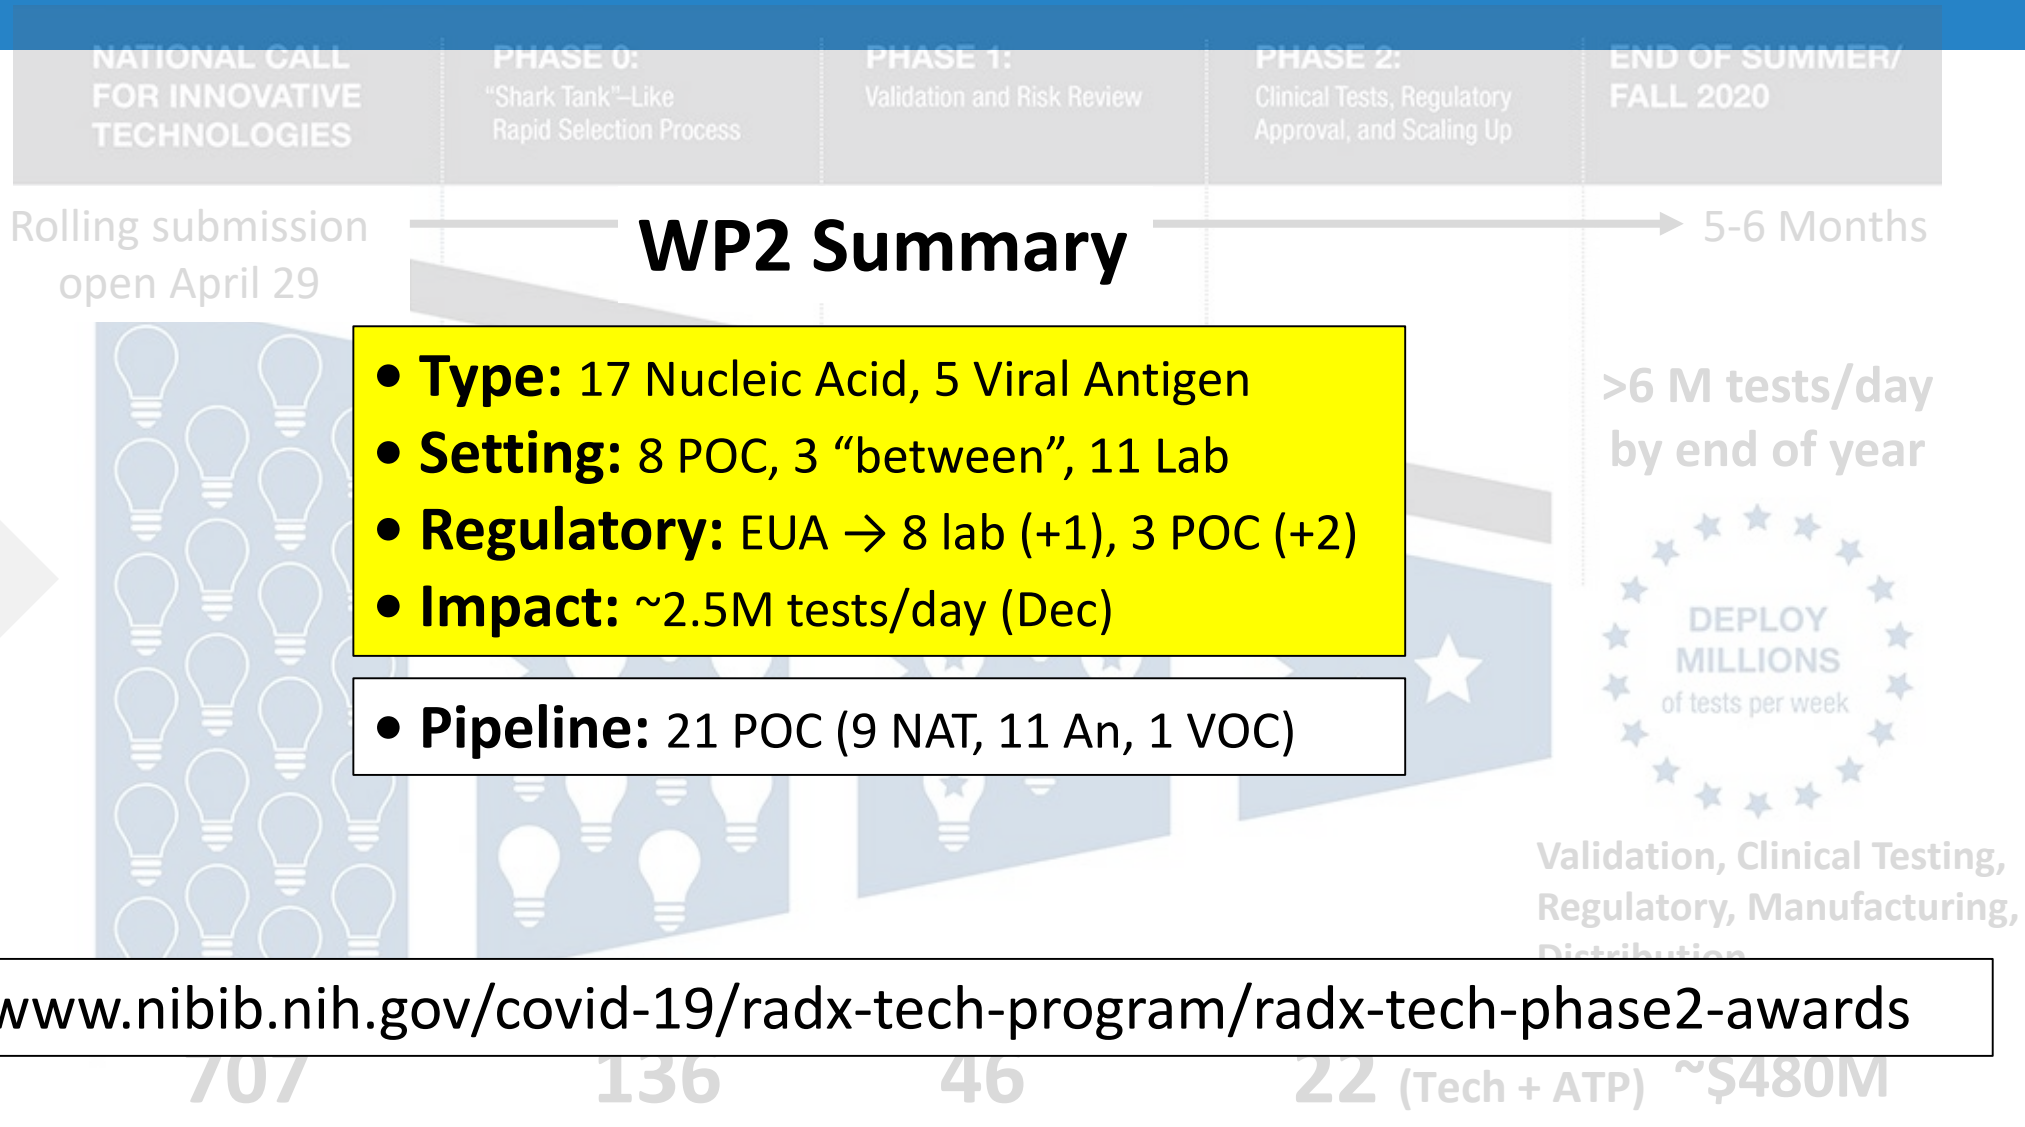 NATIONAL CALL
FOR INNOVATIVE
TECHNOLOGIES
PHASE 0:
“Shark Tank”–Like
Rapid Selection Process
PHASE 1:
Validation and Risk Review
PHASE 2:
Clinical Tests, Regulatory
Approval, and Scaling Up
END OF SUMMER/
FALL 2020
Rolling submission
open April 29
5-6 Months
WP2 Summary
• Type: 17 Nucleic Acid, 5 Viral Antigen
• Setting: 8 POC, 3 “between”, 11 Lab
• Regulatory: EUA → 8 lab (+1), 3 POC (+2)
• Impact: ~2.5M tests/day (Dec)
• Pipeline: 21 POC (9 NAT, 11 An, 1 VOC)
>6 M tests/day
by end of year
DEPLOY
MILLIONS
of tests per week
Validation, Clinical Testing,
Regulatory, Manufacturing,
Distribution
www.nibib.nih.gov/covid-19/radx-tech-program/radx-tech-phase2-awards
707
136
46
22 (Tech + ATP)
~$480M